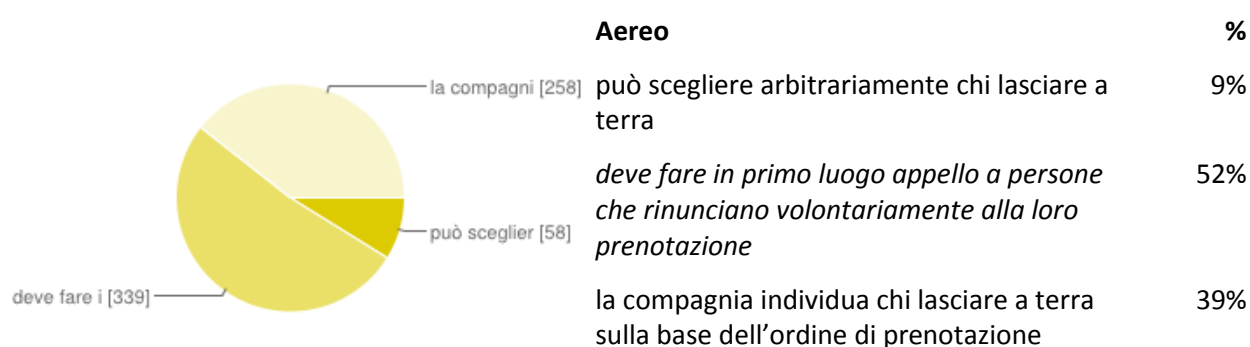 Aereo %
la compagni [258]
può scegliere arbitrariamente chi lasciare a 9%
terra
deve fare in primo luogo appello a persone 52%
che rinunciano volontariamente alla loro
prenotazione
può sceglier [58]
deve fare i [339]
la compagnia individua chi lasciare a terra 39%
sulla base dell’ordine di prenotazione